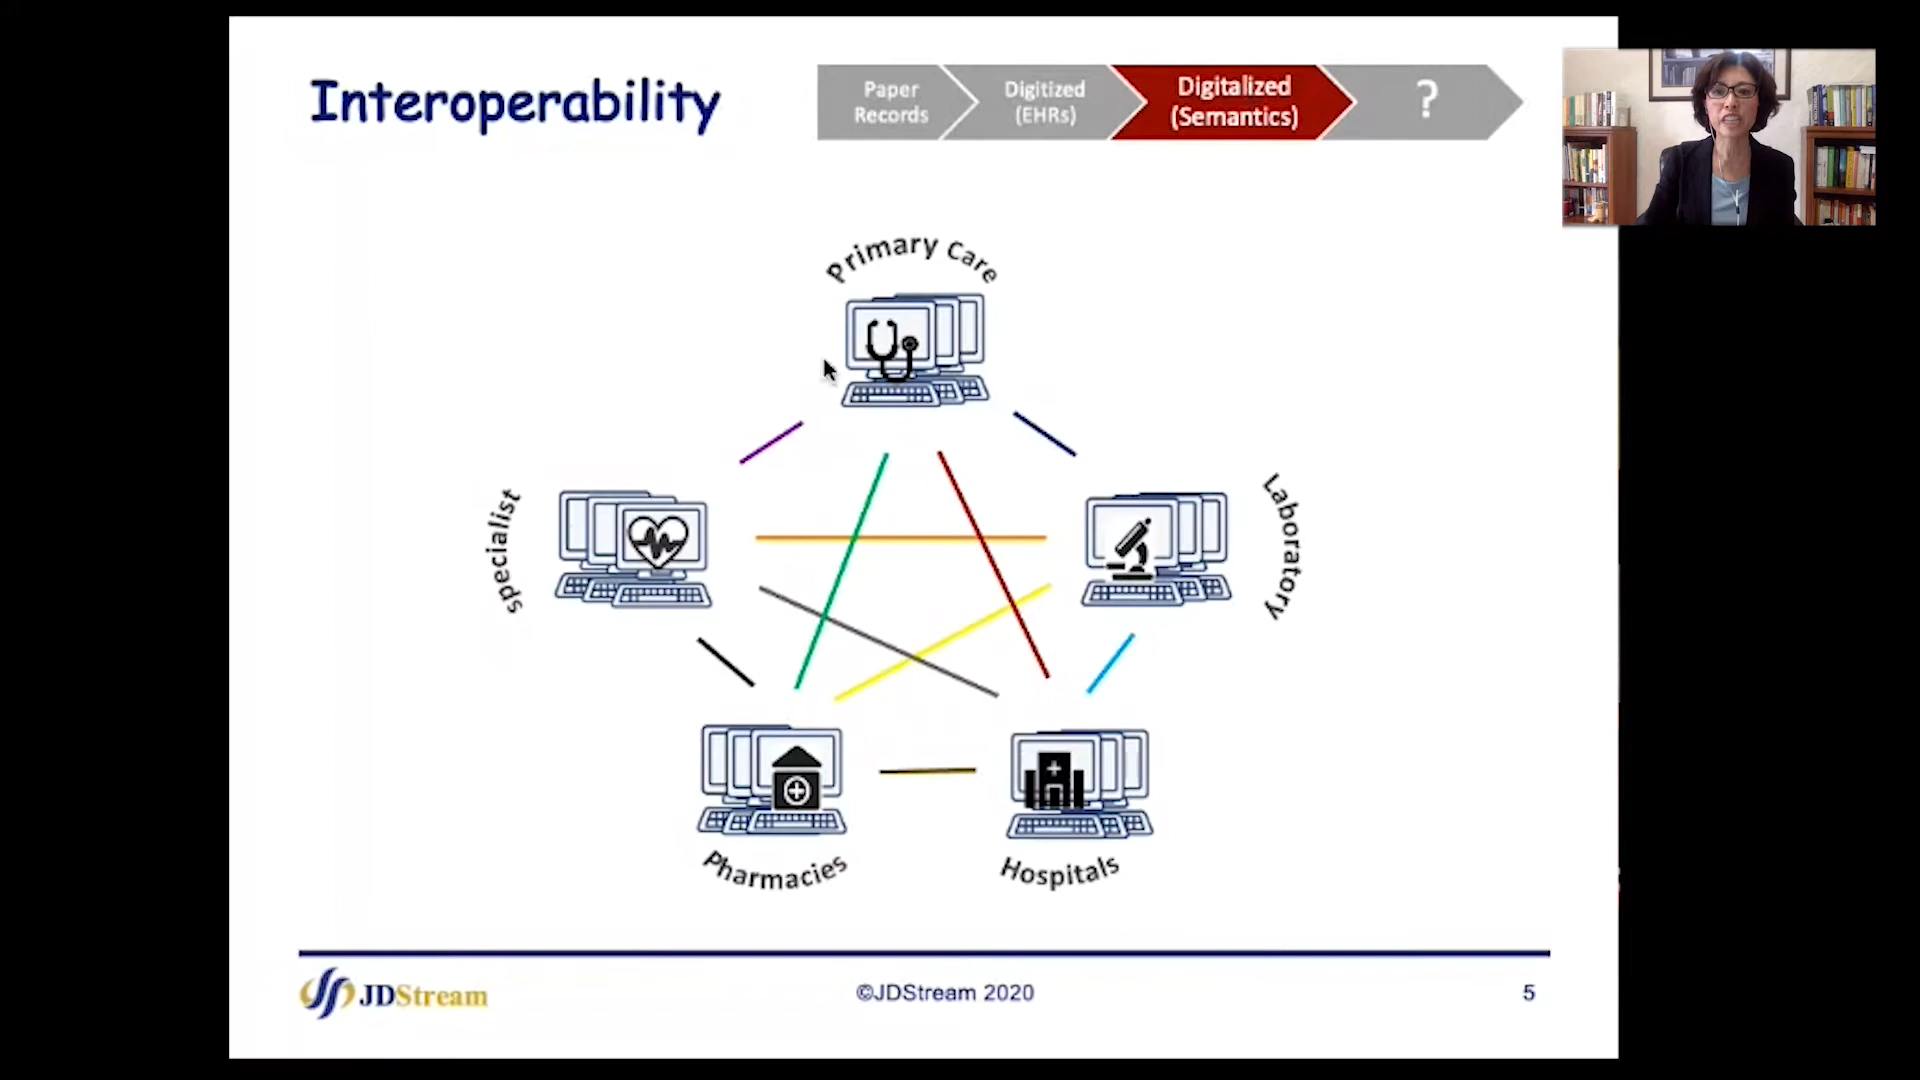 Interoperability
Paper
Records
Digitized
(EHRs)
Digitalized
(Semantics)
?
Primary Care
specialist
Laboratory
Pharmacies
Hospitals
JDStream
©JDStream 2020
5